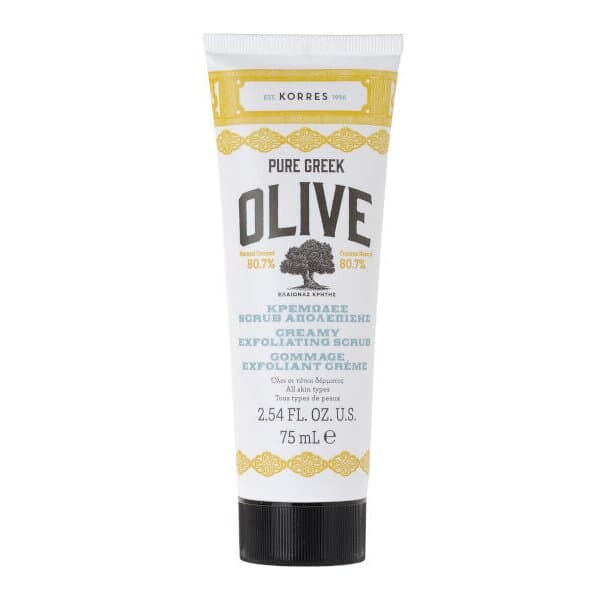 EST. KORRES 1996
PURE GREEK
OLIVE
Natural Content
80.7%
Contenu Naturel
80.7%
ΕΛΑΙΩΝΑΣ ΚΡΗΤΗΣ
ΚΡΕΜΩΔΕΣ
SCRUB ΑΠΟΛΕΠΙΣΗΣ
CREAMY
EXFOLIATING SCRUB
GOMMAGE
EXFOLIANT CRÈME
Όλοι οι τύποι δέρματος
All skin types
Tous types de peaux
2.54 FL. OZ. U.S.
75 mL ℮